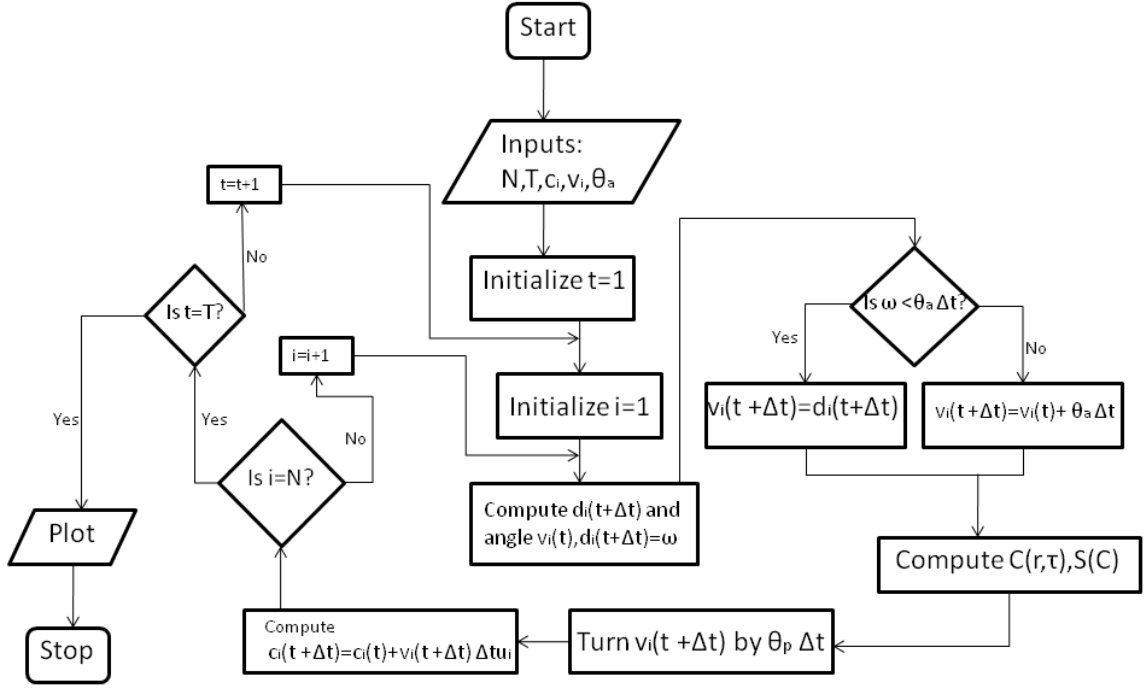 Start
Inputs:
N,T,cᵢ,vᵢ,θₐ
Initialize t=1
Initialize i=1
Compute dᵢ(t+Δt) and
angle vᵢ(t),dᵢ(t+Δt)=ω
Is ω <θₐ Δt?
Yes
No
vᵢ(t +Δt)=dᵢ(t+Δt)
vᵢ(t +Δt)=vᵢ(t)+ θₐ Δt
Compute C(r,τ),S(C)
Turn vᵢ(t +Δt) by θₚ Δt
Compute
cᵢ(t +Δt)=cᵢ(t)+vᵢ(t+Δt) Δtuᵢ
Is i=N?
No
i=i+1
Yes
Is t=T?
No
t=t+1
Yes
Plot
Stop